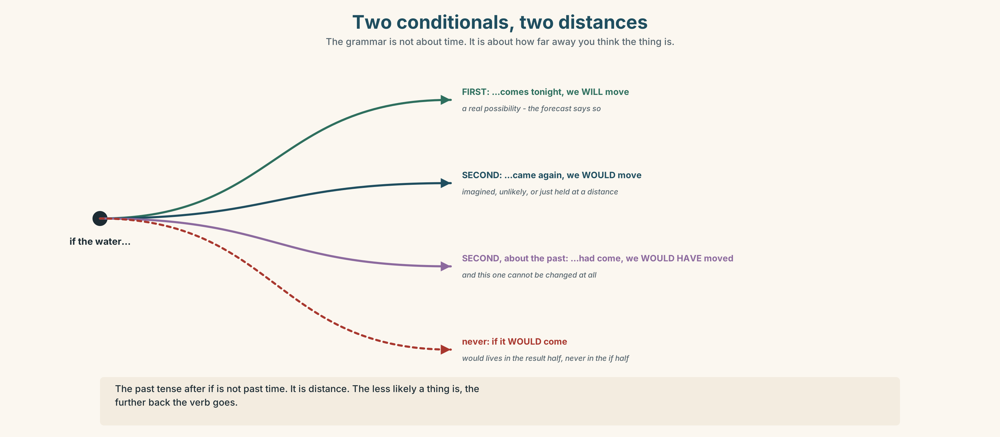 Two conditionals, two distances
The grammar is not about time. It is about how far away you think the thing is.
FIRST: ...comes tonight, we WILL move
a real possibility - the forecast says so
SECOND: ...came again, we WOULD move
imagined, unlikely, or just held at a distance
if the water...
SECOND, about the past: ...had come, we WOULD HAVE moved
and this one cannot be changed at all
never: if it WOULD come
would lives in the result half, never in the if half
The past tense after if is not past time. It is distance. The less likely a thing is, the
further back the verb goes.